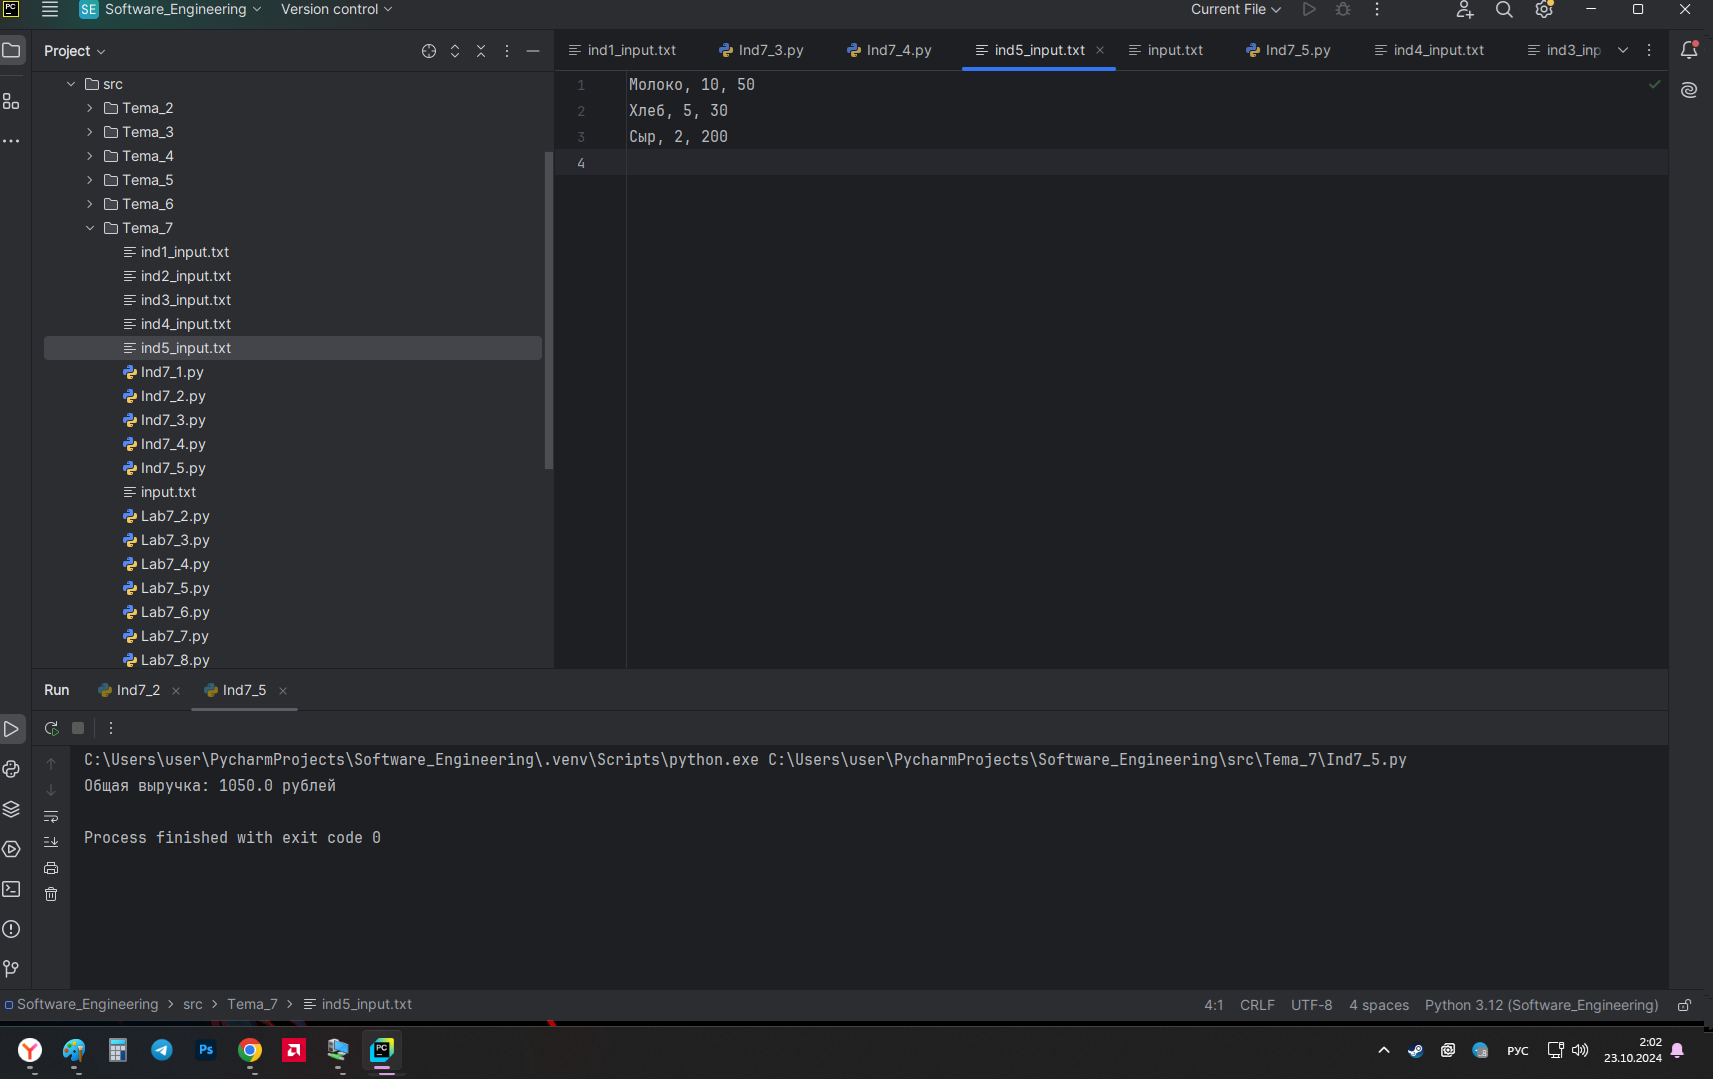 PC
SE Software_Engineering Version control Current File
Project
ind1_input.txt Ind7_3.py Ind7_4.py ind5_input.txt input.txt Ind7_5.py ind4_input.txt ind3_inp
src
Tema_2
Tema_3
Tema_4
Tema_5
Tema_6
Tema_7
ind1_input.txt
ind2_input.txt
ind3_input.txt
ind4_input.txt
ind5_input.txt
Ind7_1.py
Ind7_2.py
Ind7_3.py
Ind7_4.py
Ind7_5.py
input.txt
Lab7_2.py
Lab7_3.py
Lab7_4.py
Lab7_5.py
Lab7_6.py
Lab7_7.py
Lab7_8.py
1 Молоко, 10, 50
2 Хлеб, 5, 30
3 Сыр, 2, 200
4
Run Ind7_2 Ind7_5
C:\Users\user\PycharmProjects\Software_Engineering\.venv\Scripts\python.exe C:\Users\user\PycharmProjects\Software_Engineering\src\Tema_7\Ind7_5.py
Общая выручка: 1050.0 рублей
Process finished with exit code 0
Software_Engineering > src > Tema_7 > ind5_input.txt
4:1 CRLF UTF-8 4 spaces Python 3.12 (Software_Engineering)
Ps
PC
РУС
2:02
23.10.2024